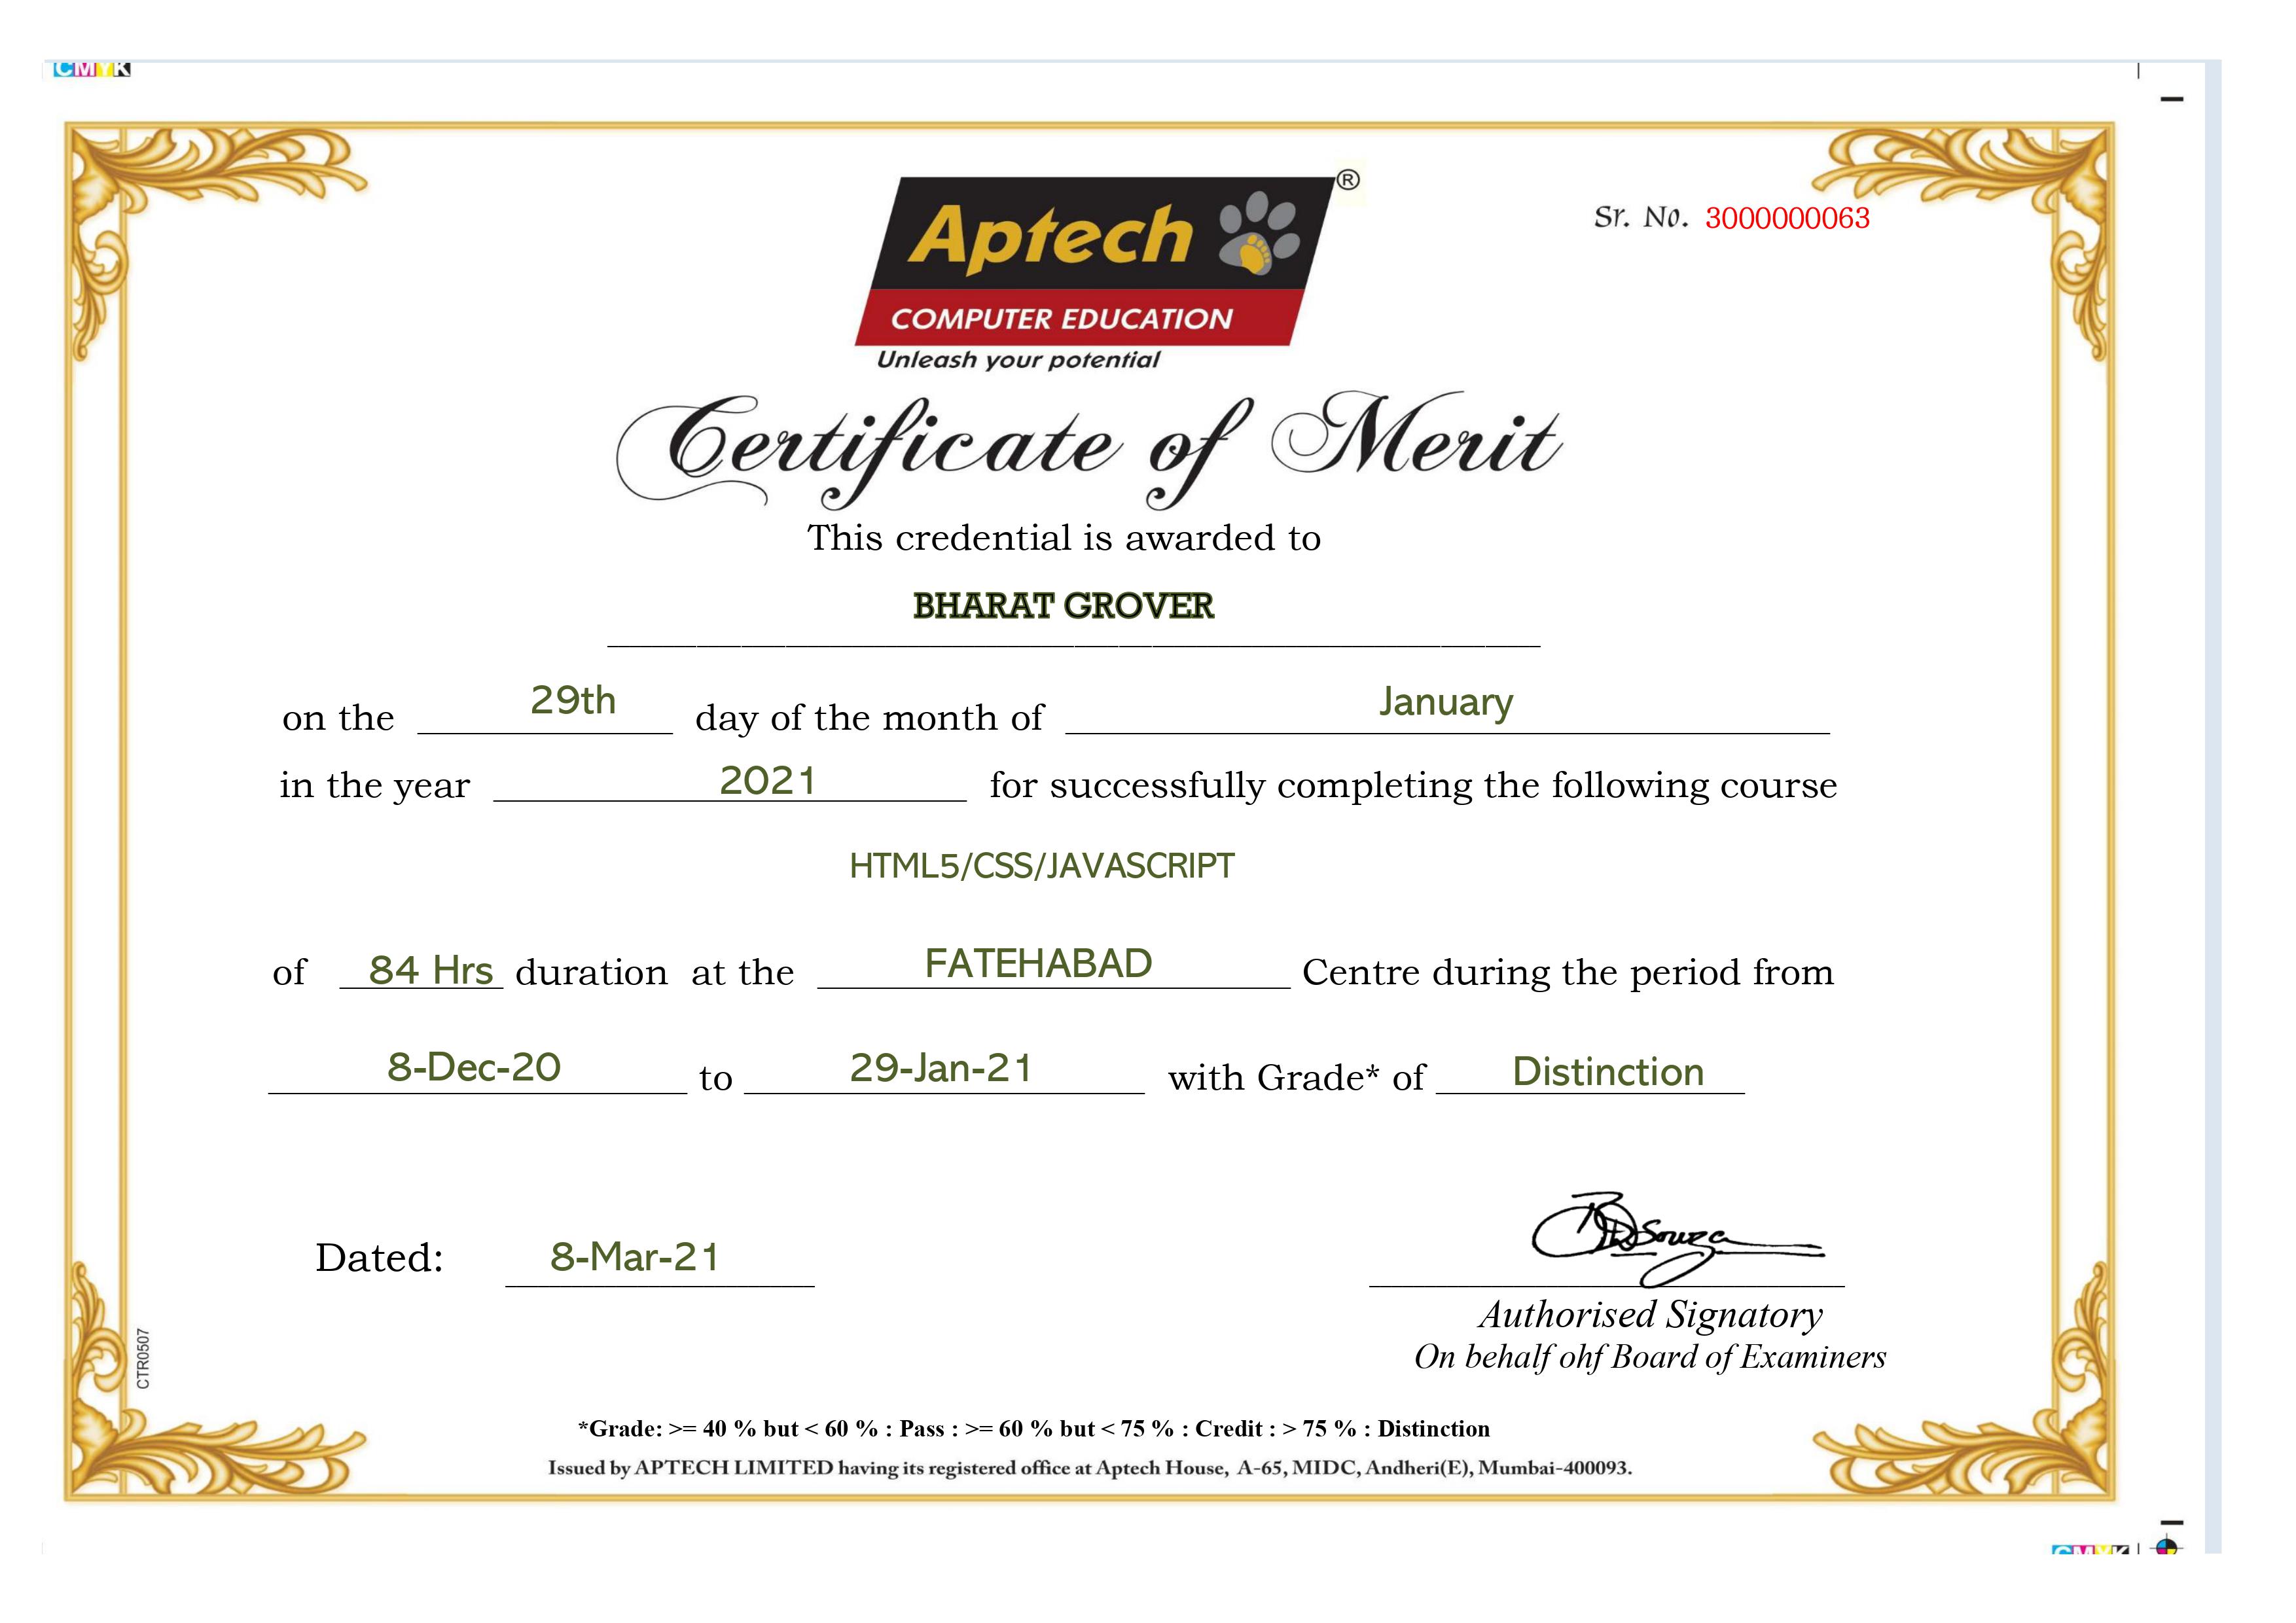 CMYK
Aptech ®
COMPUTER EDUCATION
Unleash your potential
Sr. No. 3000000063
Certificate of Merit
This credential is awarded to
BHARAT GROVER
on the 29th day of the month of January
in the year 2021 for successfully completing the following course
HTML5/CSS/JAVASCRIPT
of 84 Hrs duration at the FATEHABAD Centre during the period from
8-Dec-20 to 29-Jan-21 with Grade* of Distinction
Dated: 8-Mar-21
DSouza
Authorised Signatory
On behalf ohf Board of Examiners
CTR0507
*Grade: >= 40 % but < 60 % : Pass : >= 60 % but < 75 % : Credit : > 75 % : Distinction
Issued by APTECH LIMITED having its registered office at Aptech House, A-65, MIDC, Andheri(E), Mumbai-400093.
CMYK